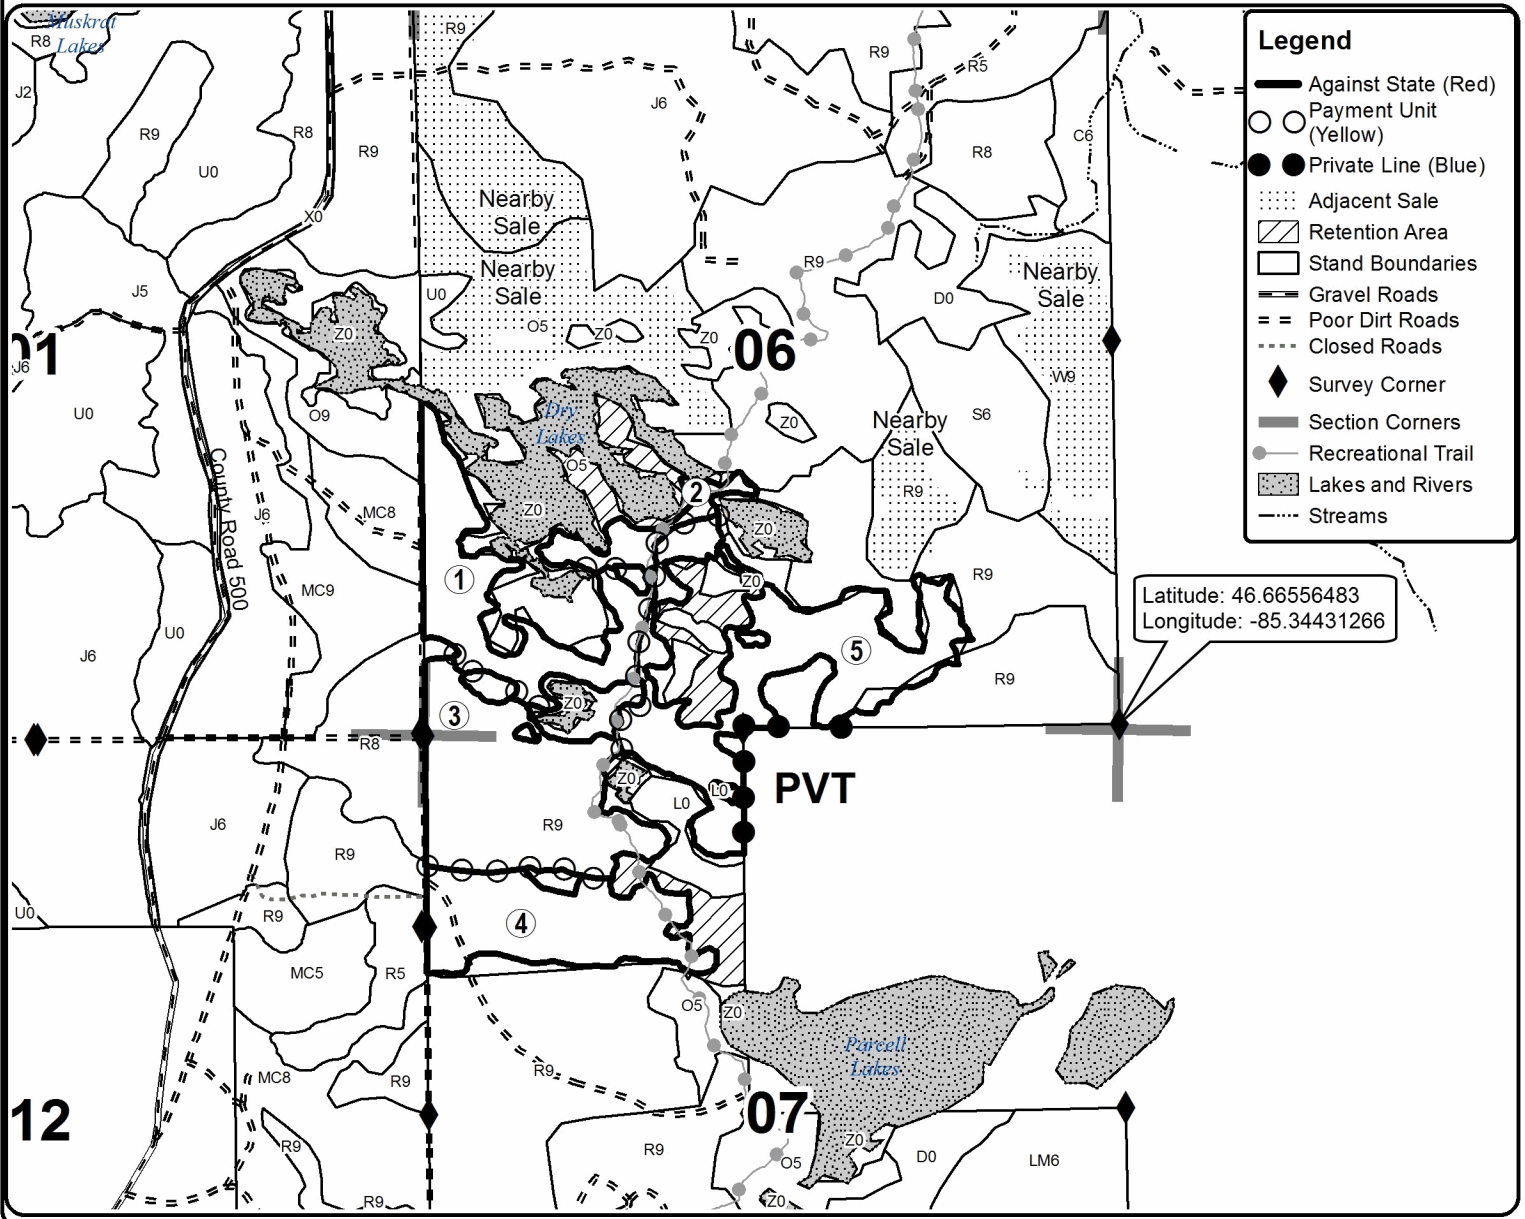 Muskrat
Lakes
R8
J2
R9
U0
R8
R9
X0
R9
J6
R9
R5
R8
C6
Nearby
Sale
Nearby
Sale
Nearby
Sale
Nearby
Sale
J5
U0
Z0
O5
Z0
Z0
R9
D0
06
01
J6
W9
U0
O9
Dry
Lakes
Z0
S6
O5
2
R9
County Road 500
J6
MC8
Z0
Z0
1
MC9
Z0
R9
U0
J6
5
R9
Z0
3
R8
Z0
L0
L0
PVT
J6
R9
R9
U0
R9
4
MC5
R5
O5
Z0
Purcell
Lakes
MC8
R9
R9
12
07
R9
R9
O5
Z0
D0
LM6
R9
Z0
Legend
Against State (Red)
Payment Unit
(Yellow)
Private Line (Blue)
Adjacent Sale
Retention Area
Stand Boundaries
Gravel Roads
Poor Dirt Roads
Closed Roads
Survey Corner
Section Corners
Recreational Trail
Lakes and Rivers
Streams
Latitude: 46.66556483
Longitude: -85.34431266